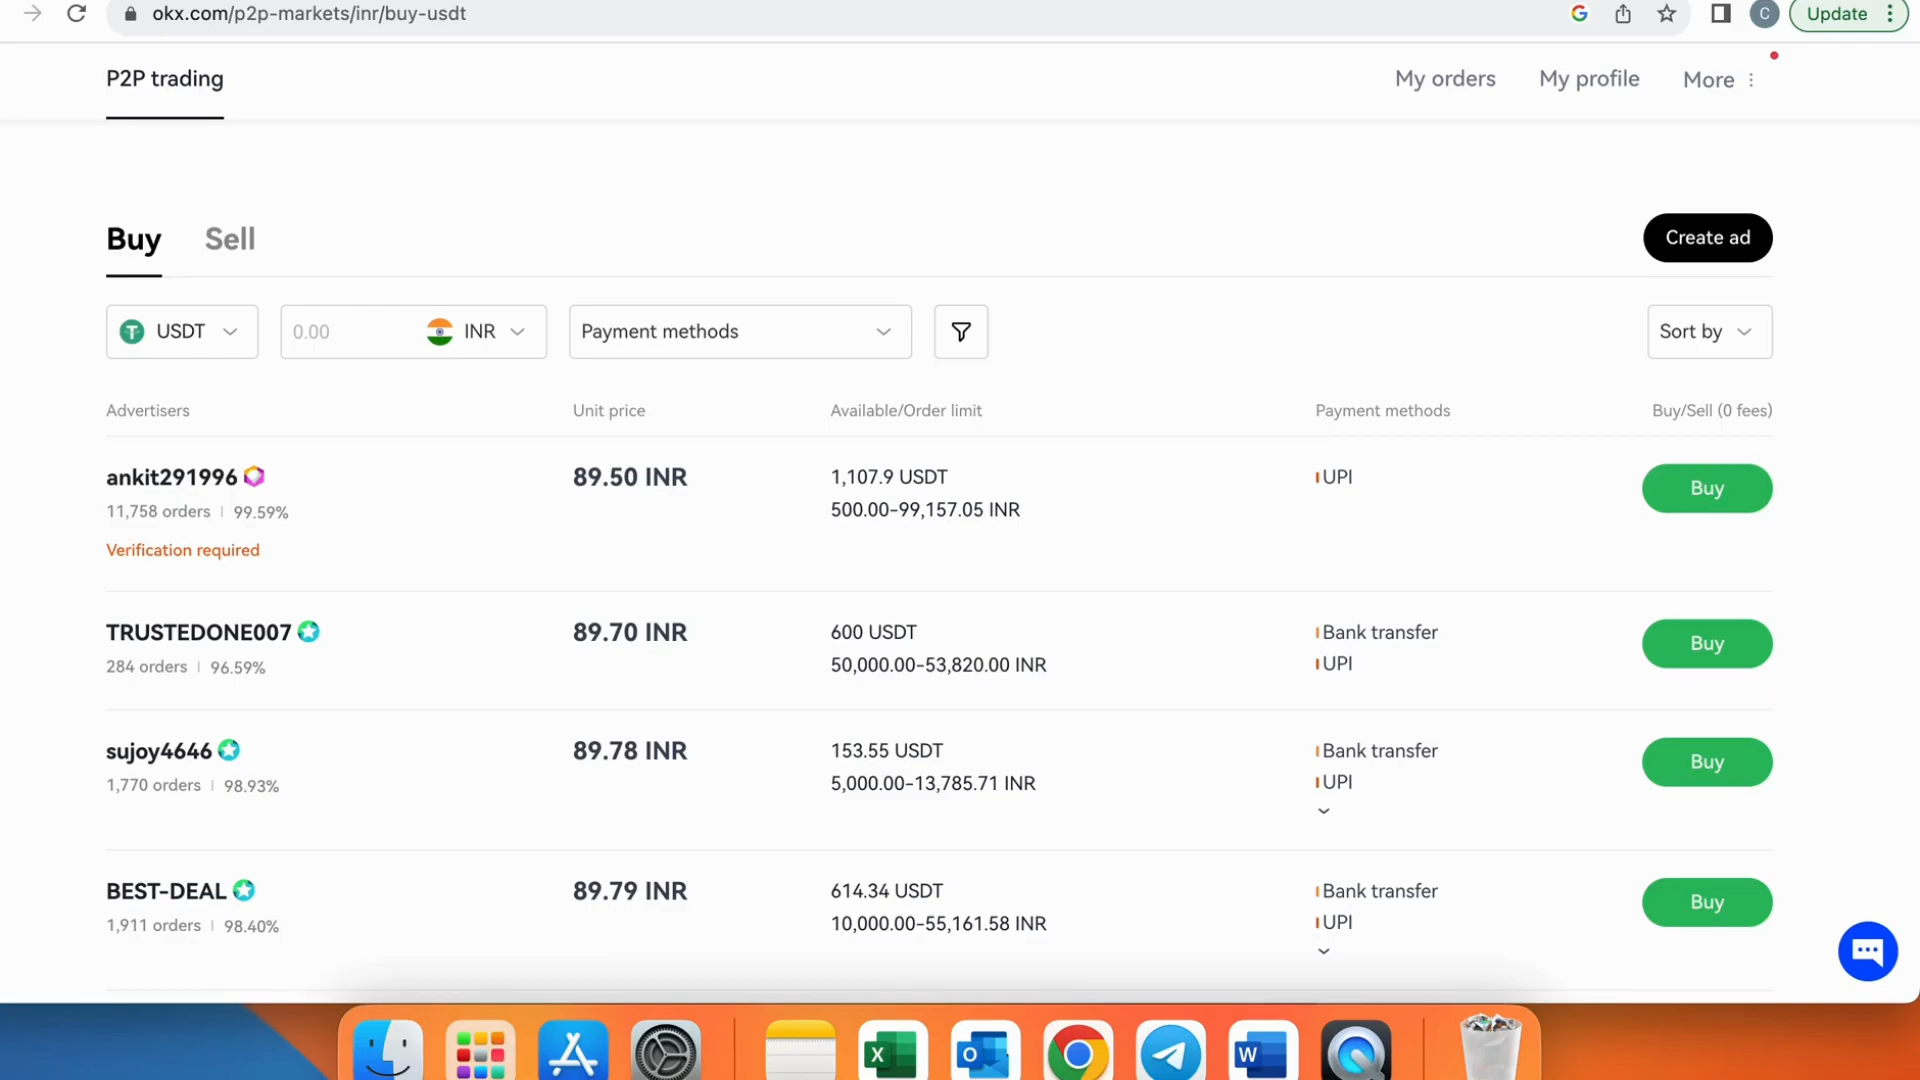 okx.com/p2p-markets/inr/buy-usdt
C
Update
P2P trading
My orders
My profile
More
Buy
Sell
Create ad
USDT
0.00
INR
Payment methods
Sort by
Advertisers
Unit price
Available/Order limit
Payment methods
Buy/Sell (0 fees)
ankit291996
89.50 INR
1,107.9 USDT
UPI
Buy
11,758 orders
99.59%
500.00-99,157.05 INR
Verification required
TRUSTEDONE007
89.70 INR
600 USDT
Bank transfer
Buy
284 orders
96.59%
50,000.00-53,820.00 INR
UPI
sujoy4646
89.78 INR
153.55 USDT
Bank transfer
Buy
1,770 orders
98.93%
5,000.00-13,785.71 INR
UPI
BEST-DEAL
89.79 INR
614.34 USDT
Bank transfer
Buy
1,911 orders
98.40%
10,000.00-55,161.58 INR
UPI
X
O
W